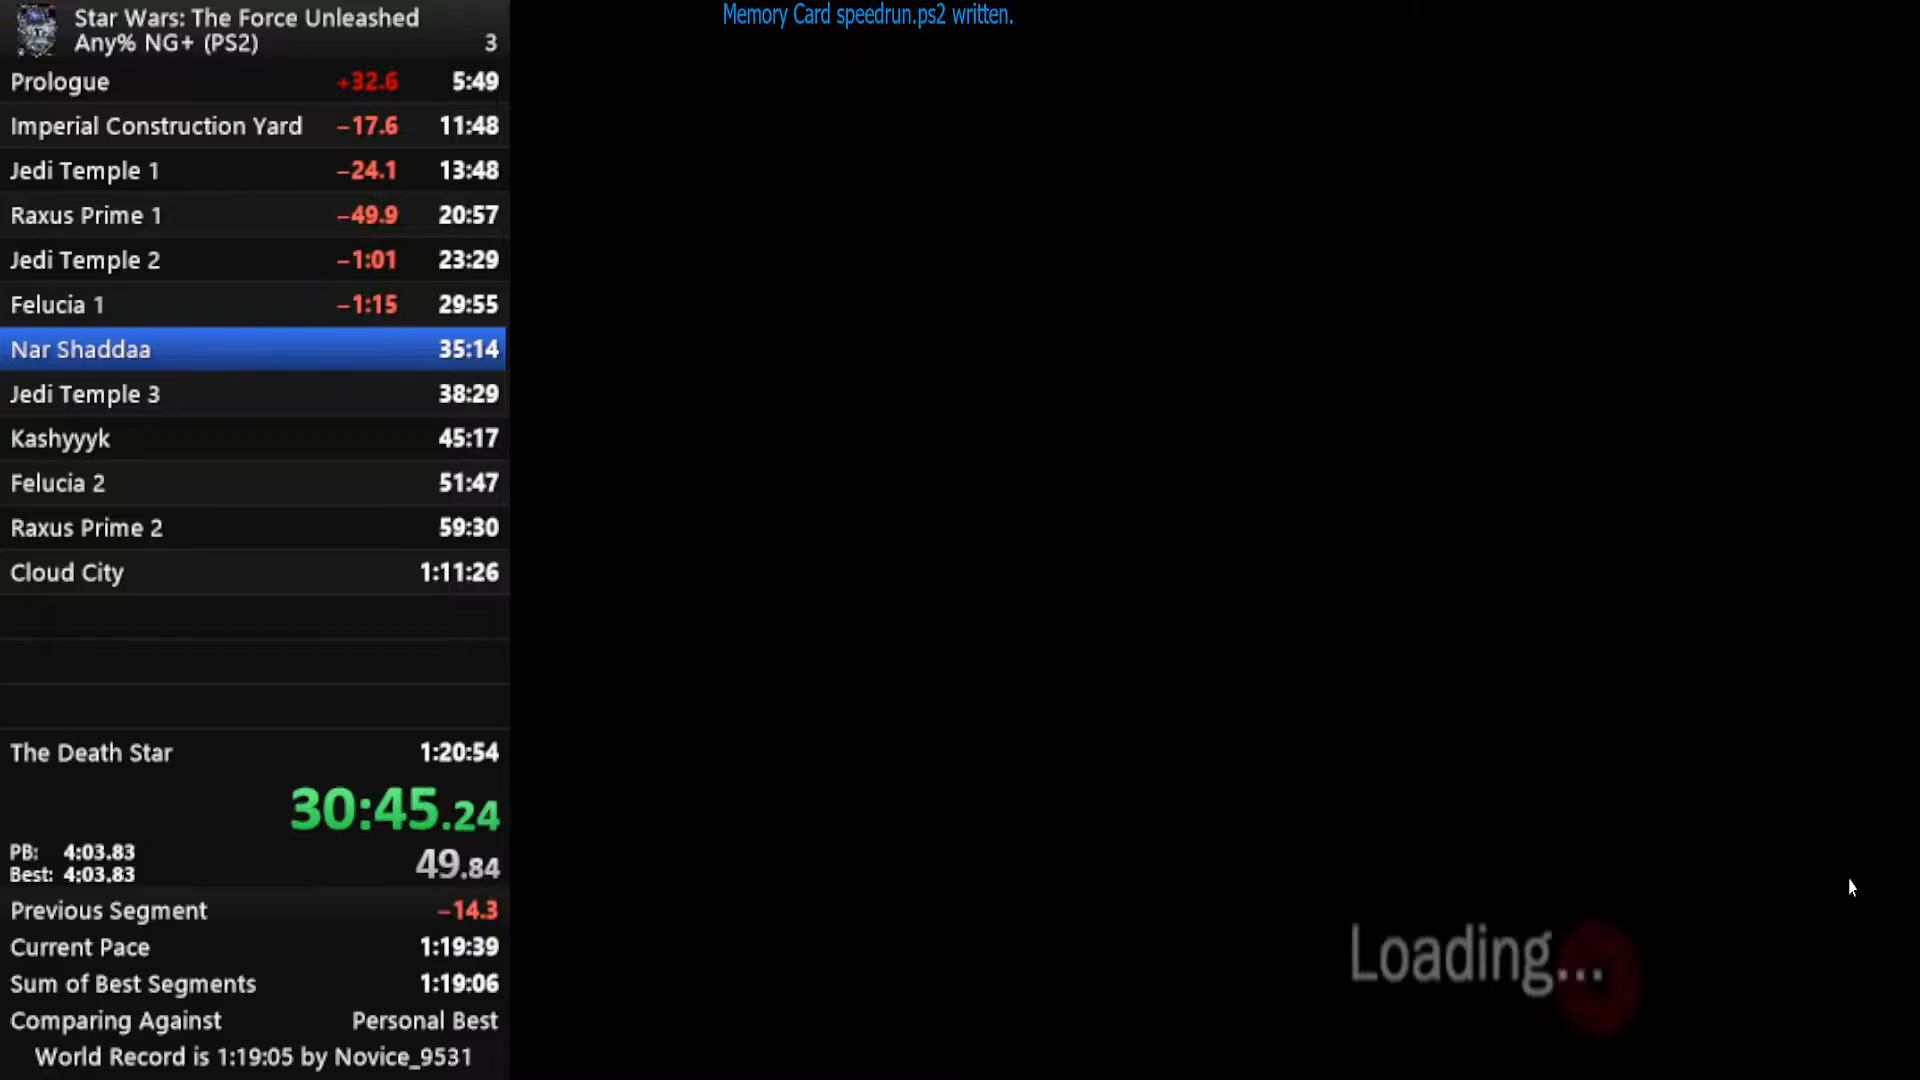 Star Wars: The Force Unleashed
Any% NG+ (PS2) 3
Memory Card speedrun.ps2 written.
Prologue +32.6 5:49
Imperial Construction Yard −17.6 11:48
Jedi Temple 1 −24.1 13:48
Raxus Prime 1 −49.9 20:57
Jedi Temple 2 −1:01 23:29
Felucia 1 −1:15 29:55
Nar Shaddaa 35:14
Jedi Temple 3 38:29
Kashyyyk 45:17
Felucia 2 51:47
Raxus Prime 2 59:30
Cloud City 1:11:26
The Death Star 1:20:54
30:45.24
PB: 4:03.83
Best: 4:03.83
49.84
Previous Segment −14.3
Current Pace 1:19:39
Sum of Best Segments 1:19:06
Comparing Against Personal Best
World Record is 1:19:05 by Novice_9531
Loading...